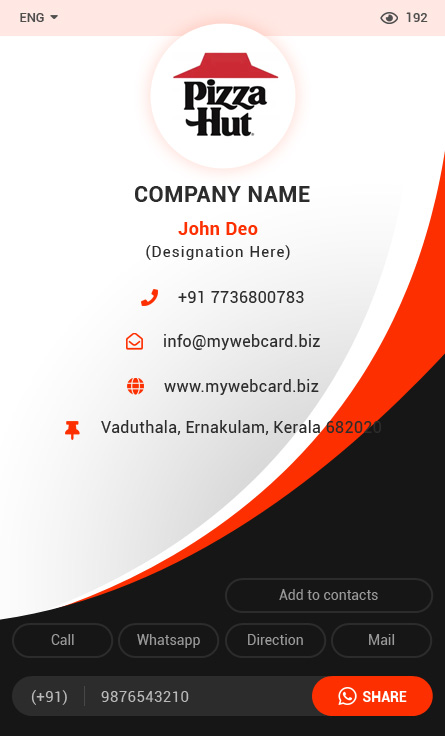 ENG
192
Pizza
Hut
COMPANY NAME
John Deo
(Designation Here)
+91 7736800783
info@mywebcard.biz
www.mywebcard.biz
Vaduthala, Ernakulam, Kerala 682020
Add to contacts
Call Whatsapp Direction Mail
(+91) 9876543210 SHARE